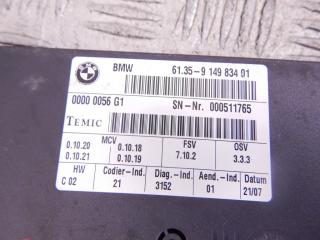 BMW 61.35-9 149 834 01
0000 0056 G1 SN-Nr. 000511765
TEMIC
MCV FSV OSV
0.10.20 0.10.18 7.10.2 3.3.3
0.10.21 0.10.19
HW Codier-Ind. Diag.-Ind. Aend.-Ind. Datum
C 02 21 3152 01 21/07